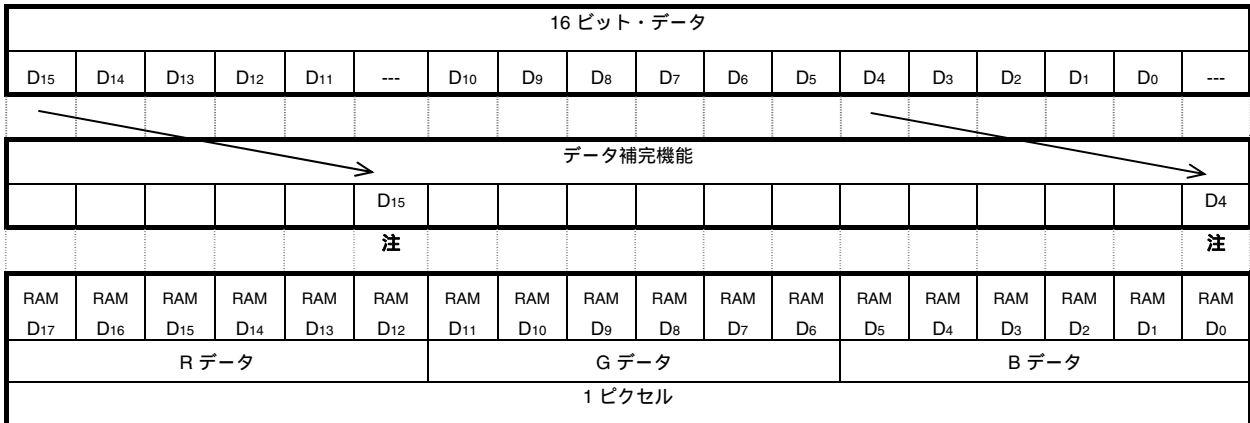 16 ビット・データ
D15 D14 D13 D12 D11 --- D10 D9 D8 D7 D6 D5 D4 D3 D2 D1 D0 ---
データ補完機能
D15 D4
注 注
RAM RAM RAM RAM RAM RAM RAM RAM RAM RAM RAM RAM RAM RAM RAM RAM RAM RAM
D17 D16 D15 D14 D13 D12 D11 D10 D9 D8 D7 D6 D5 D4 D3 D2 D1 D0
R データ G データ B データ
1 ピクセル